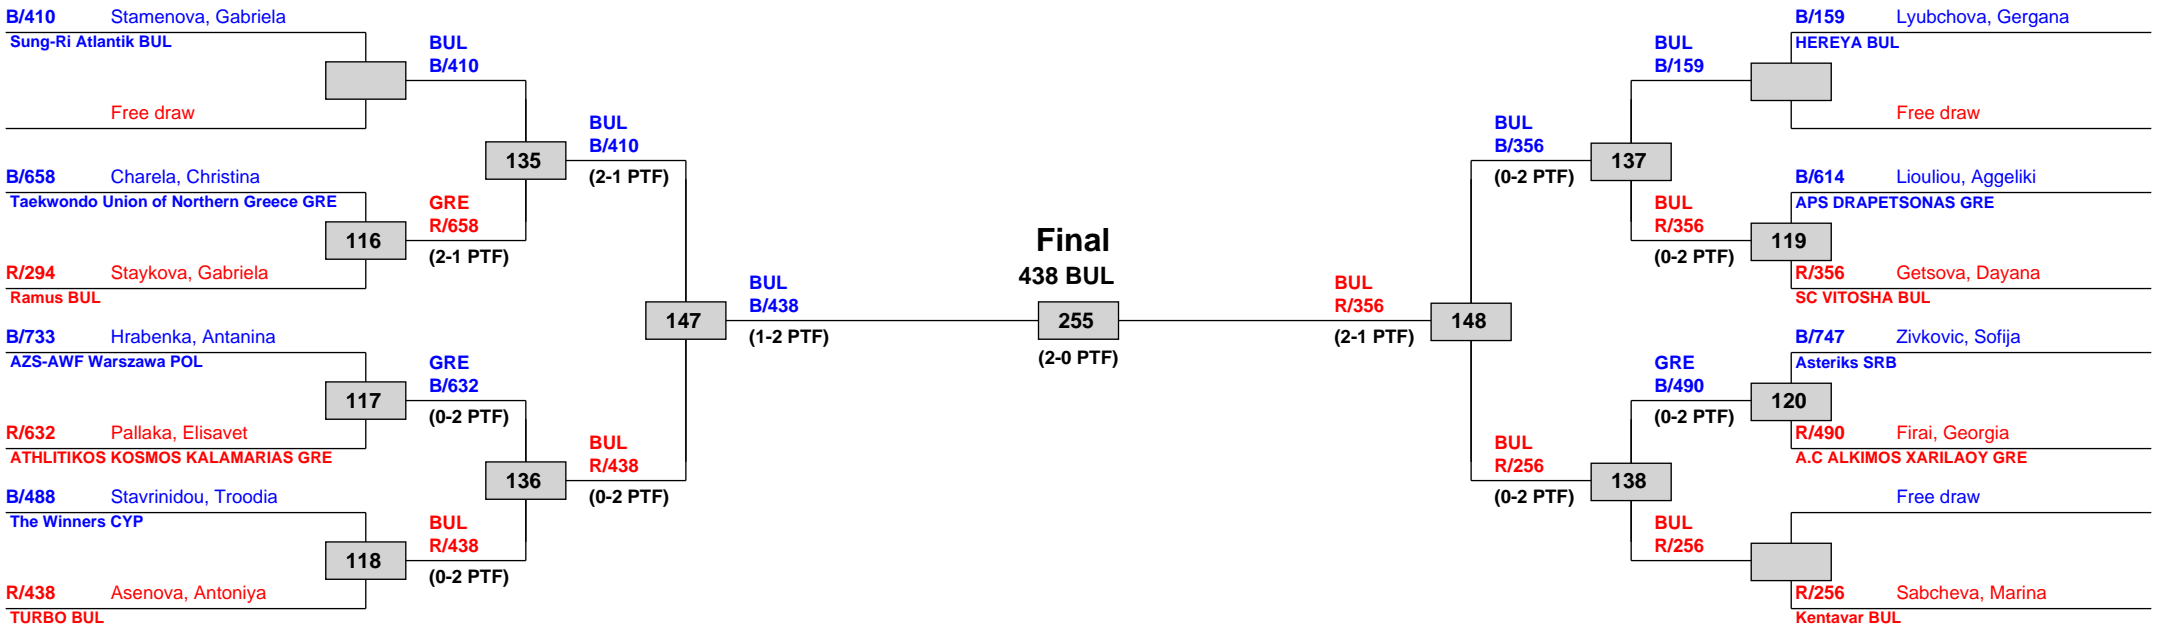 B/410 Stamenova, Gabriela
Sung-Ri Atlantik BUL
Free draw
B/658 Charela, Christina
Taekwondo Union of Northern Greece GRE
116
R/294 Staykova, Gabriela
Ramus BUL
B/733 Hrabenka, Antanina
AZS-AWF Warszawa POL
117
R/632 Pallaka, Elisavet
ATHLITIKOS KOSMOS KALAMARIAS GRE
B/488 Stavrinidou, Troodia
The Winners CYP
118
R/438 Asenova, Antoniya
TURBO BUL
BUL
B/410
135
GRE
R/658
(2-1 PTF)
GRE
B/632
(0-2 PTF)
136
BUL
R/438
(0-2 PTF)
BUL
B/410
(2-1 PTF)
147
BUL
R/438
(0-2 PTF)
BUL
B/438
(1-2 PTF)
Final
438 BUL
255
(2-0 PTF)
BUL
R/356
(2-1 PTF)
148
BUL
B/356
(0-2 PTF)
BUL
R/256
(0-2 PTF)
BUL
B/159
137
BUL
R/356
(0-2 PTF)
GRE
B/490
(0-2 PTF)
138
BUL
R/256
B/159 Lyubchova, Gergana
HEREYA BUL
Free draw
B/614 Liouliou, Aggeliki
APS DRAPETSONAS GRE
119
R/356 Getsova, Dayana
SC VITOSHA BUL
B/747 Zivkovic, Sofija
Asteriks SRB
120
R/490 Firai, Georgia
A.C ALKIMOS XARILAOY GRE
Free draw
R/256 Sabcheva, Marina
Kentavar BUL